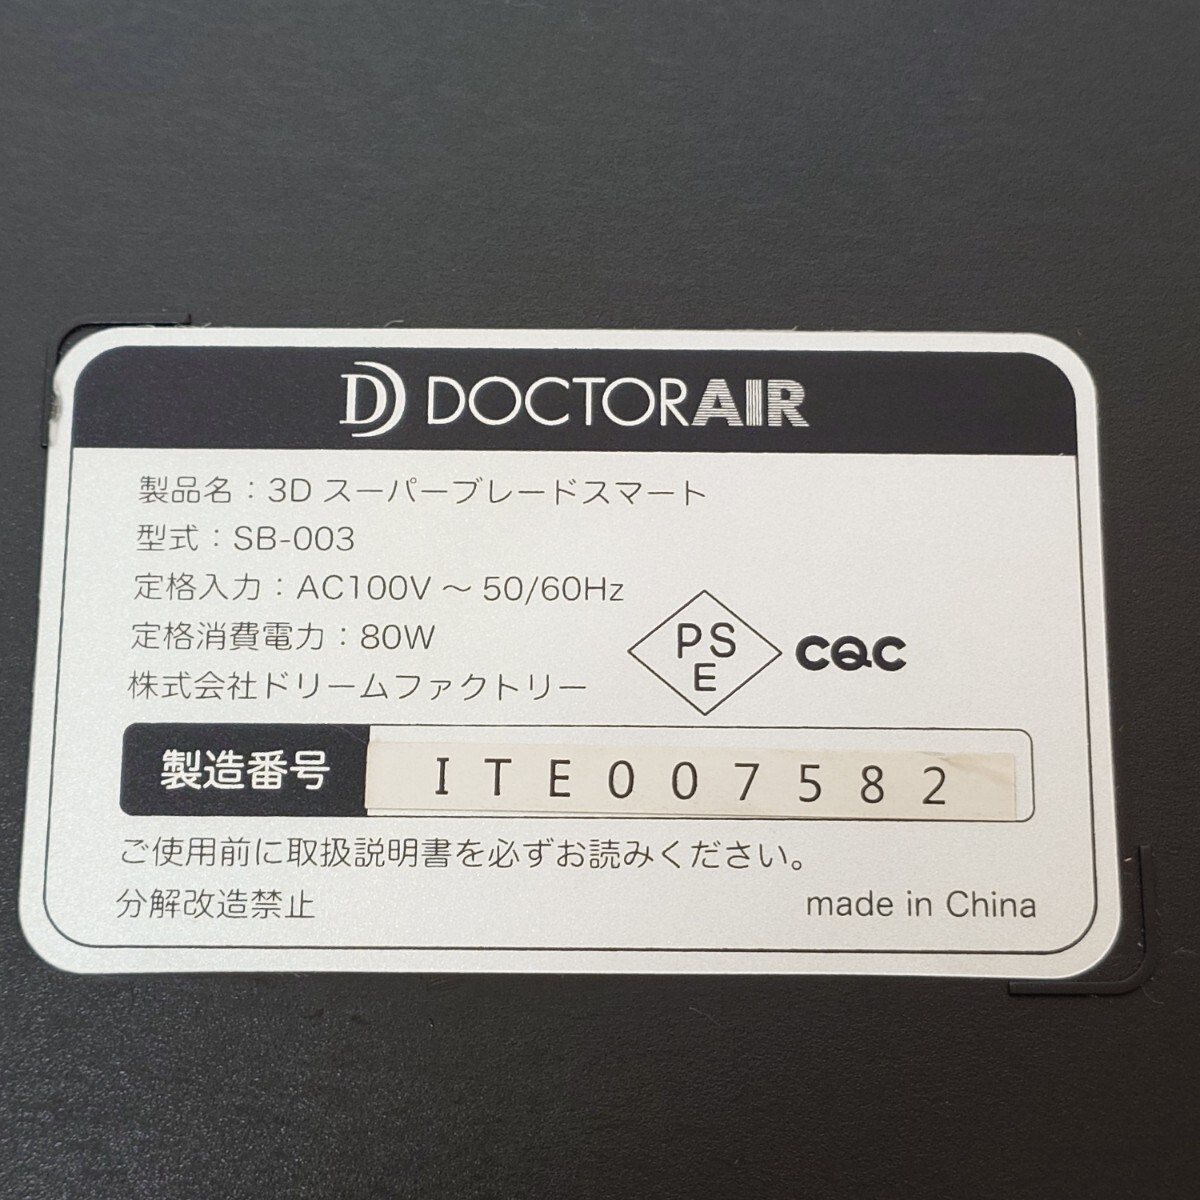 DOCTORAIR
製品名：3D スーパーブレードスマート
型式：SB-003
定格入力：AC100V ～ 50/60Hz
定格消費電力：80W
PS
E
CQC
株式会社ドリームファクトリー
製造番号 ITE007582
ご使用前に取扱説明書を必ずお読みください。
分解改造禁止 made in China